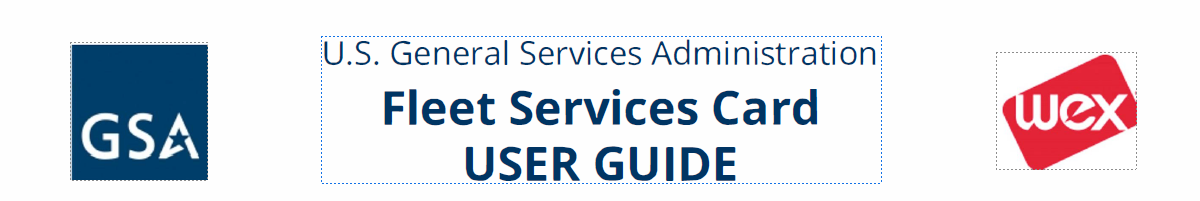 GSA
U.S. General Services Administration
Fleet Services Card
USER GUIDE
wex